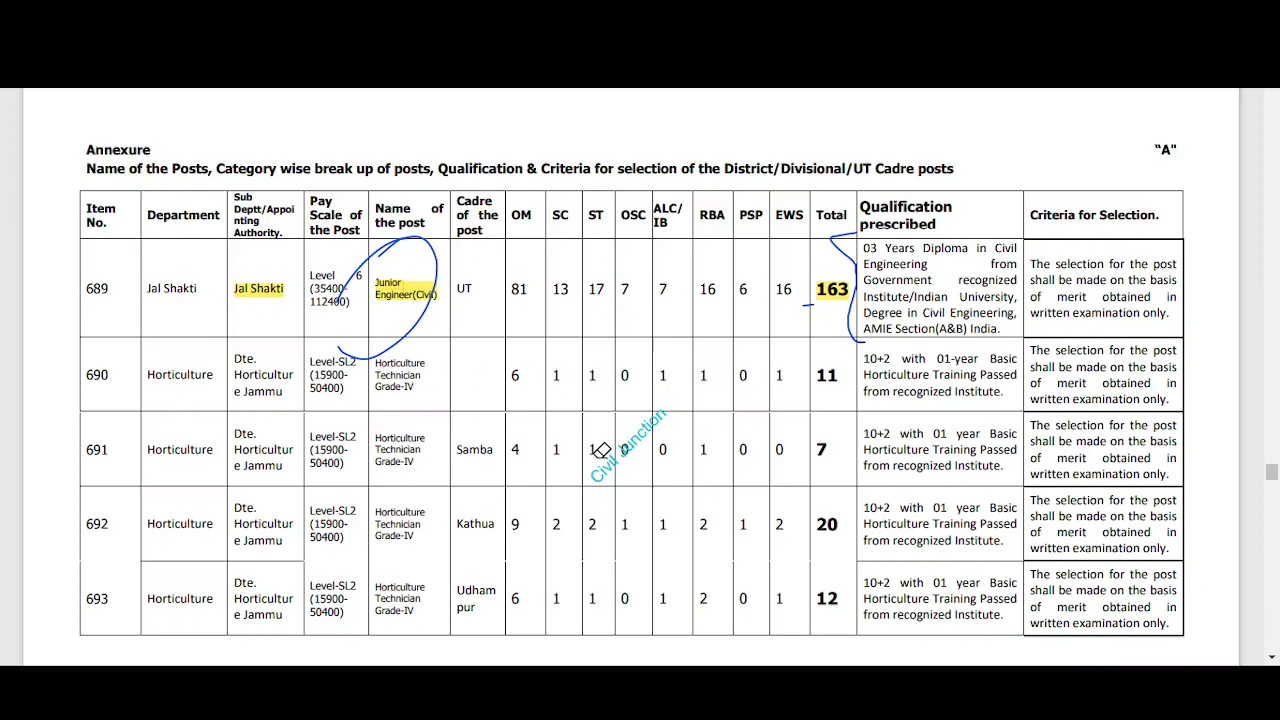 Annexure "A"
Name of the Posts, Category wise break up of posts, Qualification & Criteria for selection of the District/Divisional/UT Cadre posts
Item No. Department Sub Deptt/Appointing Authority. Pay Scale of the Post Name of the post Cadre of the post OM SC ST OSC ALC/IB RBA PSP EWS Total Qualification prescribed Criteria for Selection.
689 Jal Shakti Jal Shakti Level 6 (35400-112400) Junior Engineer(Civil) UT 81 13 17 7 7 16 6 16 163 03 Years Diploma in Civil Engineering from Government recognized Institute/Indian University, Degree in Civil Engineering, AMIE Section(A&B) India. The selection for the post shall be made on the basis of merit obtained in written examination only.
690 Horticulture Dte. Horticulture Jammu Level-SL2 (15900-50400) Horticulture Technician Grade-IV 6 1 1 0 1 1 0 1 11 10+2 with 01-year Basic Horticulture Training Passed from recognized Institute. The selection for the post shall be made on the basis of merit obtained in written examination only.
691 Horticulture Dte. Horticulture Jammu Level-SL2 (15900-50400) Horticulture Technician Grade-IV Samba 4 1 1 0 0 1 0 0 7 10+2 with 01 year Basic Horticulture Training Passed from recognized Institute. The selection for the post shall be made on the basis of merit obtained in written examination only.
692 Horticulture Dte. Horticulture Jammu Level-SL2 (15900-50400) Horticulture Technician Grade-IV Kathua 9 2 2 1 1 2 1 2 20 10+2 with 01 year Basic Horticulture Training Passed from recognized Institute. The selection for the post shall be made on the basis of merit obtained in written examination only.
693 Horticulture Dte. Horticulture Jammu Level-SL2 (15900-50400) Horticulture Technician Grade-IV Udhampur 6 1 1 0 1 2 0 1 12 10+2 with 01 year Basic Horticulture Training Passed from recognized Institute. The selection for the post shall be made on the basis of merit obtained in written examination only.
Civil Junction